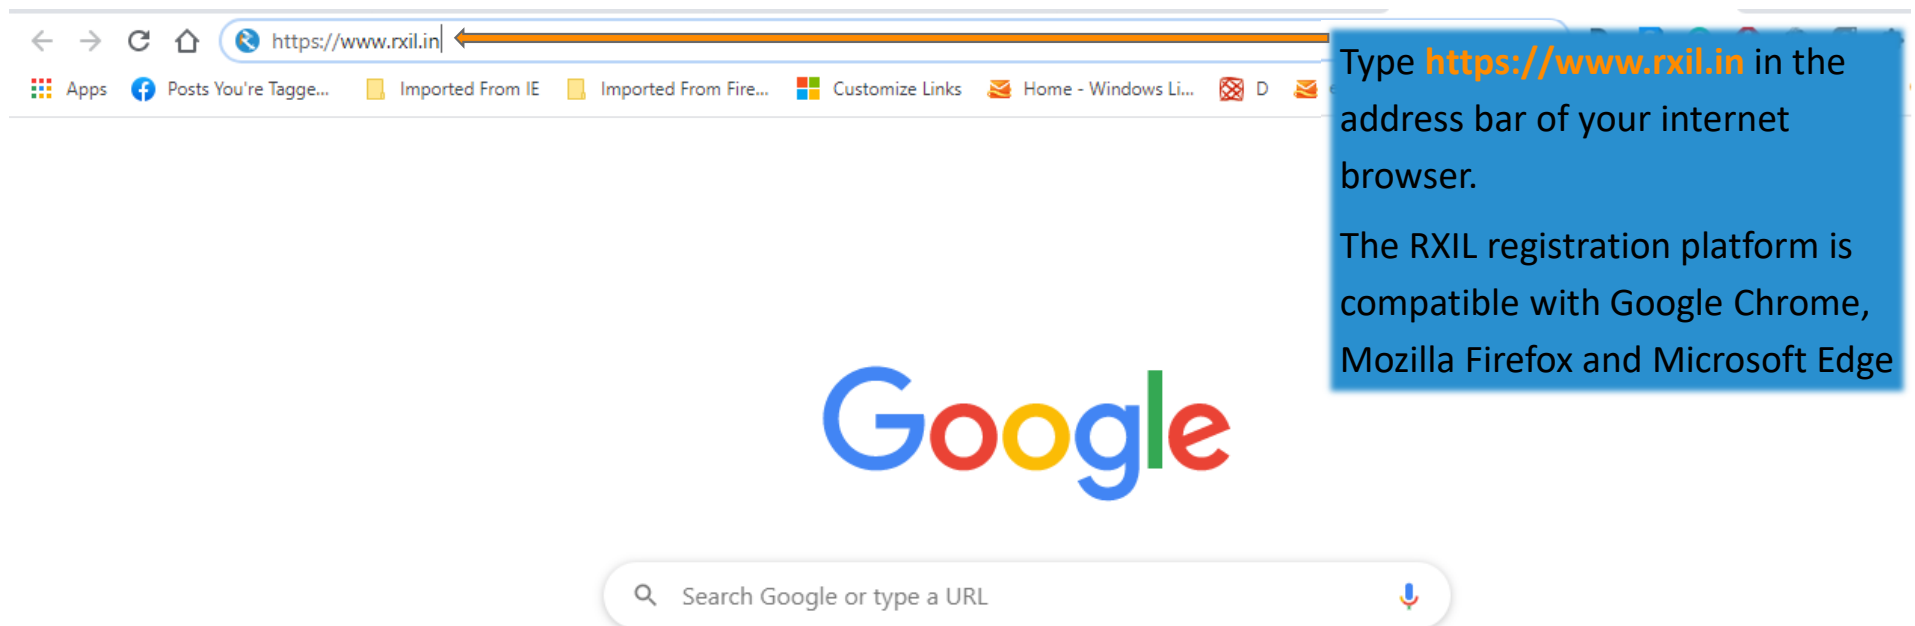 https://www.rxil.in
Apps Posts You're Tagge... Imported From IE Imported From Fire... Customize Links Home - Windows Li... D
Type https://www.rxil.in in the
address bar of your internet
browser.
The RXIL registration platform is
compatible with Google Chrome,
Mozilla Firefox and Microsoft Edge
Google
Search Google or type a URL